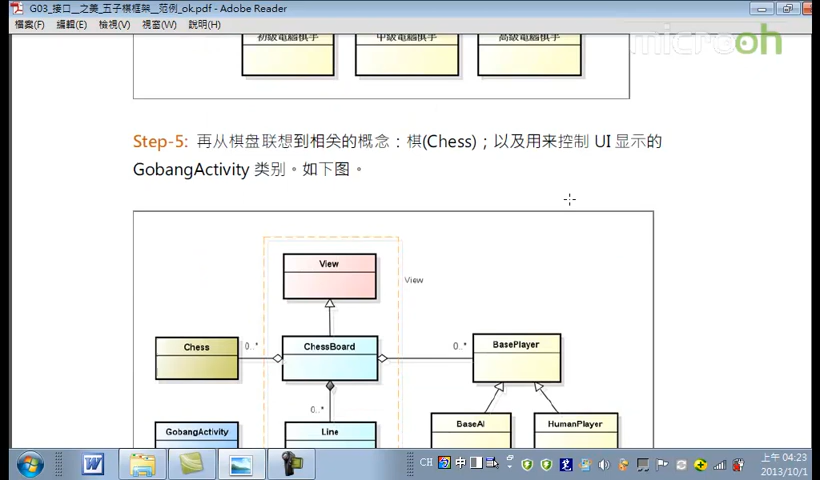 G03_接口__之美_五子棋框架__范例_ok.pdf - Adobe Reader
檔案(F) 編輯(E) 檢視(V) 視窗(W) 說明(H)
microoh
初級電腦棋手 中級電腦棋手 高級電腦棋手
Step-5: 再从棋盘联想到相关的概念：棋(Chess)；以及用来控制 UI 显示的
GobangActivity 类别。如下图。
View
View
Chess 0..* ChessBoard 0..* BasePlayer
0..*
GobangActivity Line BaseAI HumanPlayer
CH 中 上午 04:23
2013/10/1